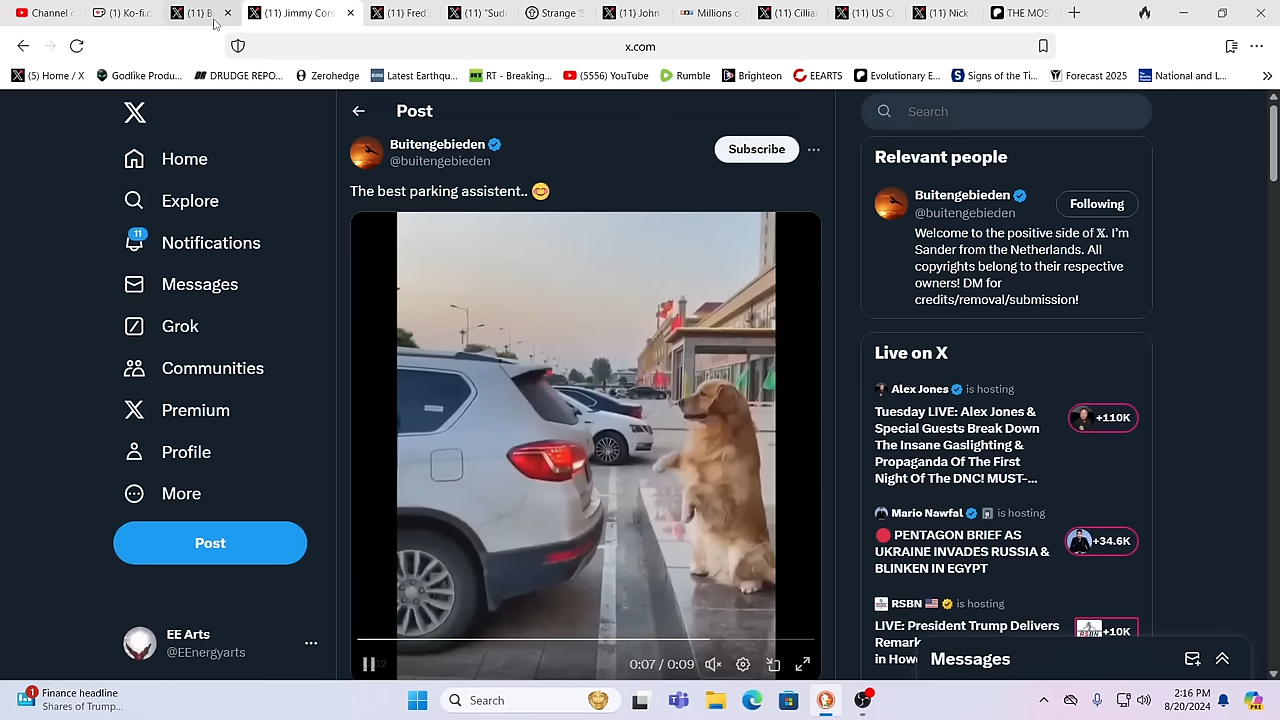 Channel c
(1) Ko-fi.c
(11) B
(11) Jimmy Cors
(11) Fred
(11) "Sud
Strange 'S
(11) John
Millions o
(11) Cillia
(11) Nick
THE MOS
x.com
(5) Home / X
Godlike Produ...
DRUDGE REPO...
Zerohedge
Latest Earthqu...
RT - Breaking...
(5556) YouTube
Rumble
Brighteon
EEARTS
Evolutionary E...
Signs of the Ti...
Forecast 2025
National and L...
Post
Search
Buitengebieden
@buitengebieden
Subscribe
Relevant people
Home
The best parking assistent.. 😊
Buitengebieden
@buitengebieden
Following
Explore
Welcome to the positive side of 𝕏. I'm
Sander from the Netherlands. All
copyrights belong to their respective
owners! DM for
credits/removal/submission!
11
Notifications
Messages
Grok
Live on X
Communities
Alex Jones is hosting
Tuesday LIVE: Alex Jones &
Special Guests Break Down
The Insane Gaslighting &
Propaganda Of The First
Night Of The DNC! MUST-...
+110K
Premium
Profile
More
Mario Nawfal is hosting
🔴 PENTAGON BRIEF AS
UKRAINE INVADES RUSSIA &
BLINKEN IN EGYPT
+34.6K
Post
RSBN 🇺🇸 is hosting
LIVE: President Trump Delivers
Remark
in Howe
+10K
EE Arts
@EEnergyarts
0:07 / 0:09
Messages
1
Finance headline
Shares of Trump...
Search
2:16 PM
8/20/2024